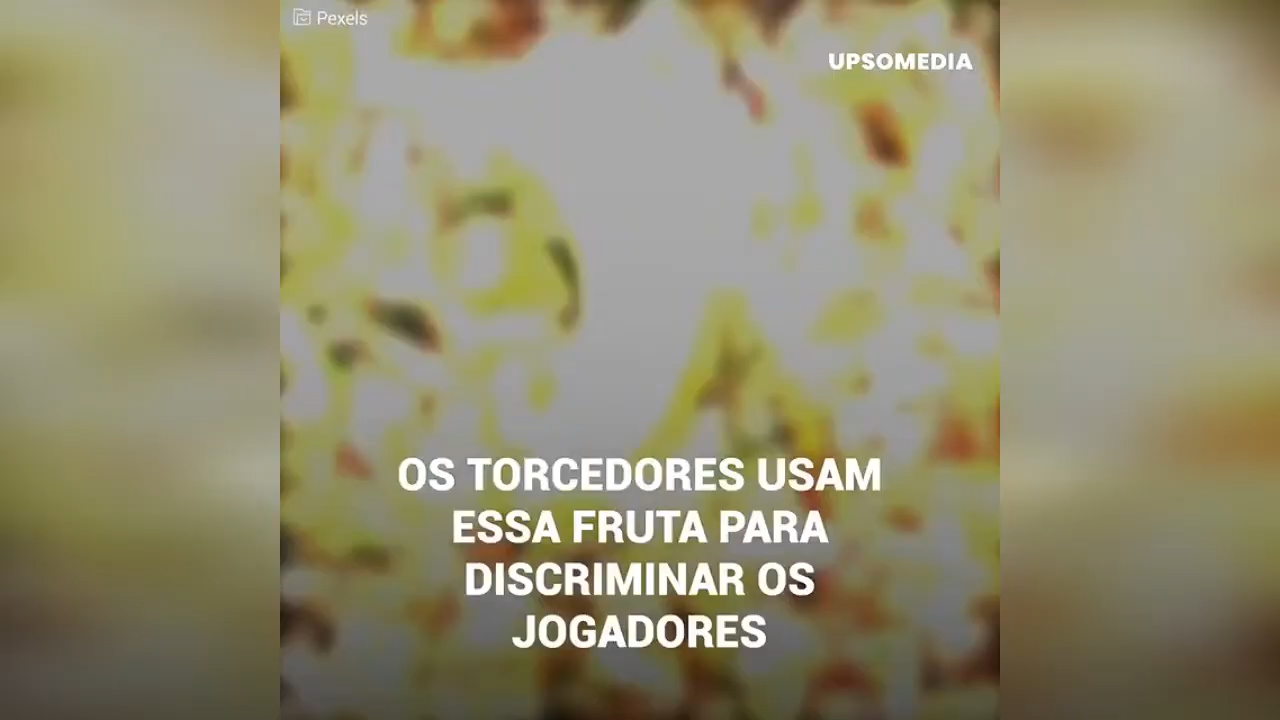 Pexels
UPSOMEDIA
OS TORCEDORES USAM
ESSA FRUTA PARA
DISCRIMINAR OS
JOGADORES